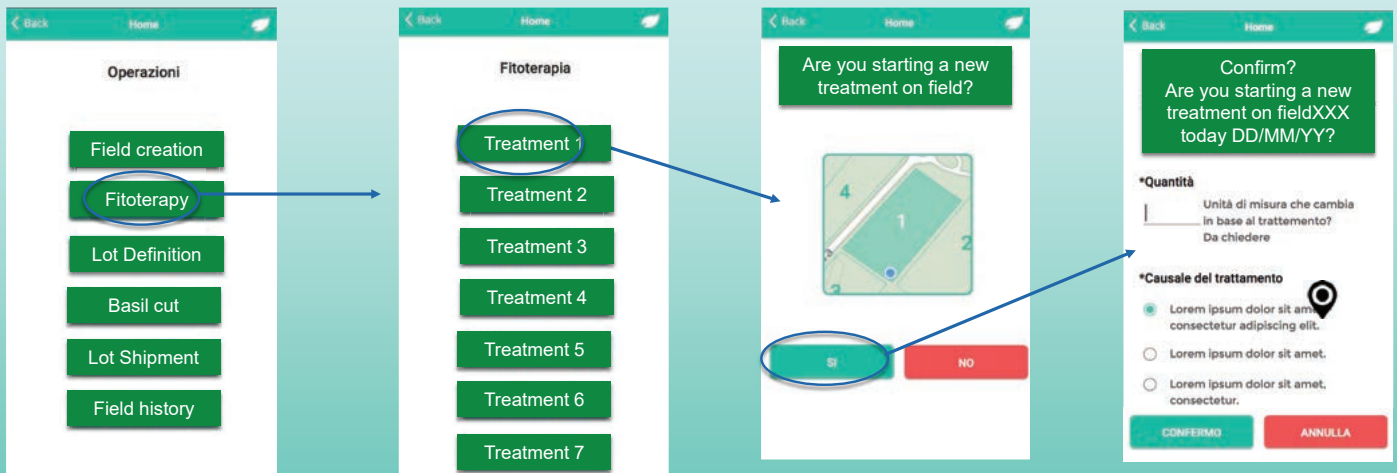 Back Home
Operazioni
Field creation
Fitoterapy
Lot Definition
Basil cut
Lot Shipment
Field history
Back Home
Fitoterapia
Treatment 1
Treatment 2
Treatment 3
Treatment 4
Treatment 5
Treatment 6
Treatment 7
Back Home
Are you starting a new
treatment on field?
4
1
2
3
SI NO
Back Home
Confirm?
Are you starting a new
treatment on fieldXXX
today DD/MM/YY?
*Quantità
Unità di misura che cambia
in base al trattemento?
Da chiedere
*Causale del trattamento
Lorem ipsum dolor sit
consectetur adipiscing elit.
Lorem ipsum dolor sit amet.
Lorem ipsum dolor sit amet,
consectetur.
CONFERMO ANNULLA